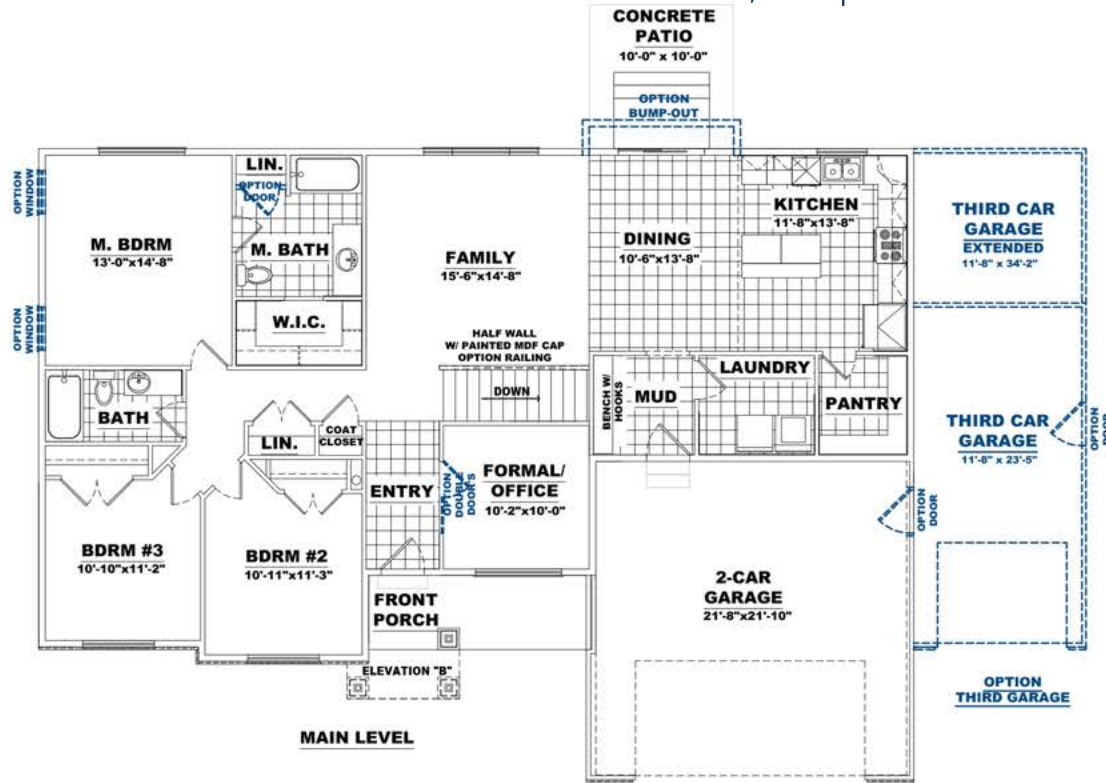 CONCRETE
PATIO
10'-0" x 10'-0"
OPTION
BUMP-OUT
LIN.
OPTION
DOOR
OPTION
WINDOW
M. BDRM
13'-0"x14'-8"
M. BATH
FAMILY
15'-6"x14'-8"
DINING
10'-6"x13'-8"
KITCHEN
11'-8"x13'-8"
THIRD CAR
GARAGE
EXTENDED
11'-8" x 34'-2"
OPTION
WINDOW
W.I.C.
HALF WALL
W/ PAINTED MDF CAP
OPTION RAILING
DOWN
BENCH W/
HOOKS
MUD
LAUNDRY
PANTRY
BATH
LIN.
COAT
CLOSET
THIRD CAR
GARAGE
11'-8" x 23'-5"
OPTION
DOOR
ENTRY
OPTION
DOUBLE
DOOR'S
FORMAL/
OFFICE
10'-2"x10'-0"
OPTION
DOOR
BDRM #3
10'-10"x11'-2"
BDRM #2
10'-11"x11'-3"
2-CAR
GARAGE
21'-8"x21'-10"
FRONT
PORCH
ELEVATION "B"
OPTION
THIRD GARAGE
MAIN LEVEL